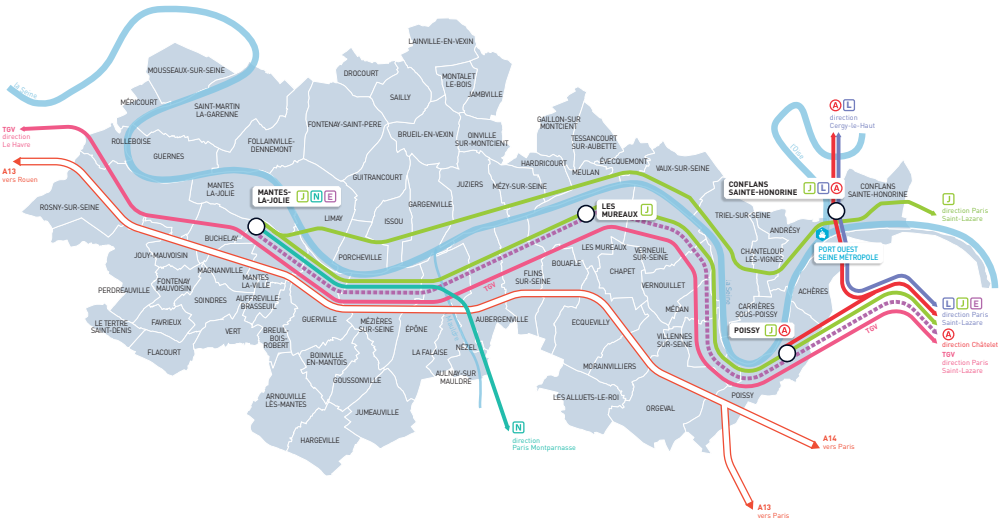 LAINVILLE-EN-VEXIN
MOUSSEAUX-SUR-SEINE
DROCOURT
MONTALET
LE-BOIS
la Seine
SAILLY
JAMBVILLE
MÉRICOURT
SAINT-MARTIN
LA-GARENNE
A L
direction
Cergy-le-Haut
TGV
direction
Le Havre
FONTENAY-SAINT-PERE
GAILLON-SUR
MONTCIENT
ROLLEBOISE
FOLLAINVILLE-
DENNEMONT
BRUEIL-EN-VEXIN
OINVILLE
SUR-MONTCIENT
TESSANCOURT
SUR-AUBETTE
l'Oise
GUERNES
HARDRICOURT
ÉVECQUEMONT
A13
vers Rouen
MEULAN
VAUX-SUR-SEINE
GUITRANCOURT
JUZIERS
MÉZY-SUR-SEINE
MANTES
LA-JOLIE
MANTES-
LA-JOLIE J N E
CONFLANS
SAINTE-HONORINE J L A
CONFLANS
SAINTE-HONORINE
ROSNY-SUR-SEINE
GARGENVILLE
LES
MUREAUX J
J
direction Paris
Saint-Lazare
LIMAY
ISSOU
TRIEL-SUR-SEINE
ANDRÉSY
BUCHELAY
LES MUREAUX
VERNEUIL
SUR-SEINE
CHANTELOUP
LES-VIGNES
PORT OUEST
SEINE MÉTROPOLE
JOUY-MAUVOISIN
PORCHEVILLE
BOUAFLE
MAGNANVILLE
MANTES
LA-VILLE
FLINS
SUR-SEINE
CHAPET
PERDREAUVILLE
FONTENAY
MAUVOISIN
TGV
VERNOUILLET
la Seine
ACHÈRES
SOINDRES
AUFFREVILLE-
BRASSEUIL
MÉDAN
CARRIÈRES
SOUS-POISSY
L J E
direction Paris
Saint-Lazare
LE TERTRE
SAINT-DENIS
FAVRIEUX
VERT
GUERVILLE
MÉZIÈRES
SUR-SEINE
ÉPÔNE
AUBERGENVILLE
ECQUEVILLY
POISSY J A
TGV
A
direction Châtelet
BREUIL-
BOIS-
ROBERT
VILLENNES
SUR-SEINE
NÉZEL
FLACOURT
BOINVILLE
EN-MANTOIS
LA FALAISE
TGV
direction Paris
Saint-Lazare
MORAINVILLIERS
AULNAY-SUR
MAULDRE
GOUSSONVILLE
ARNOUVILLE
LÈS-MANTES
LES ALLUETS-LE-ROI
POISSY
JUMEAUVILLE
ORGEVAL
N
direction
Paris Montparnasse
HARGEVILLE
A14
vers Paris
A13
vers Paris